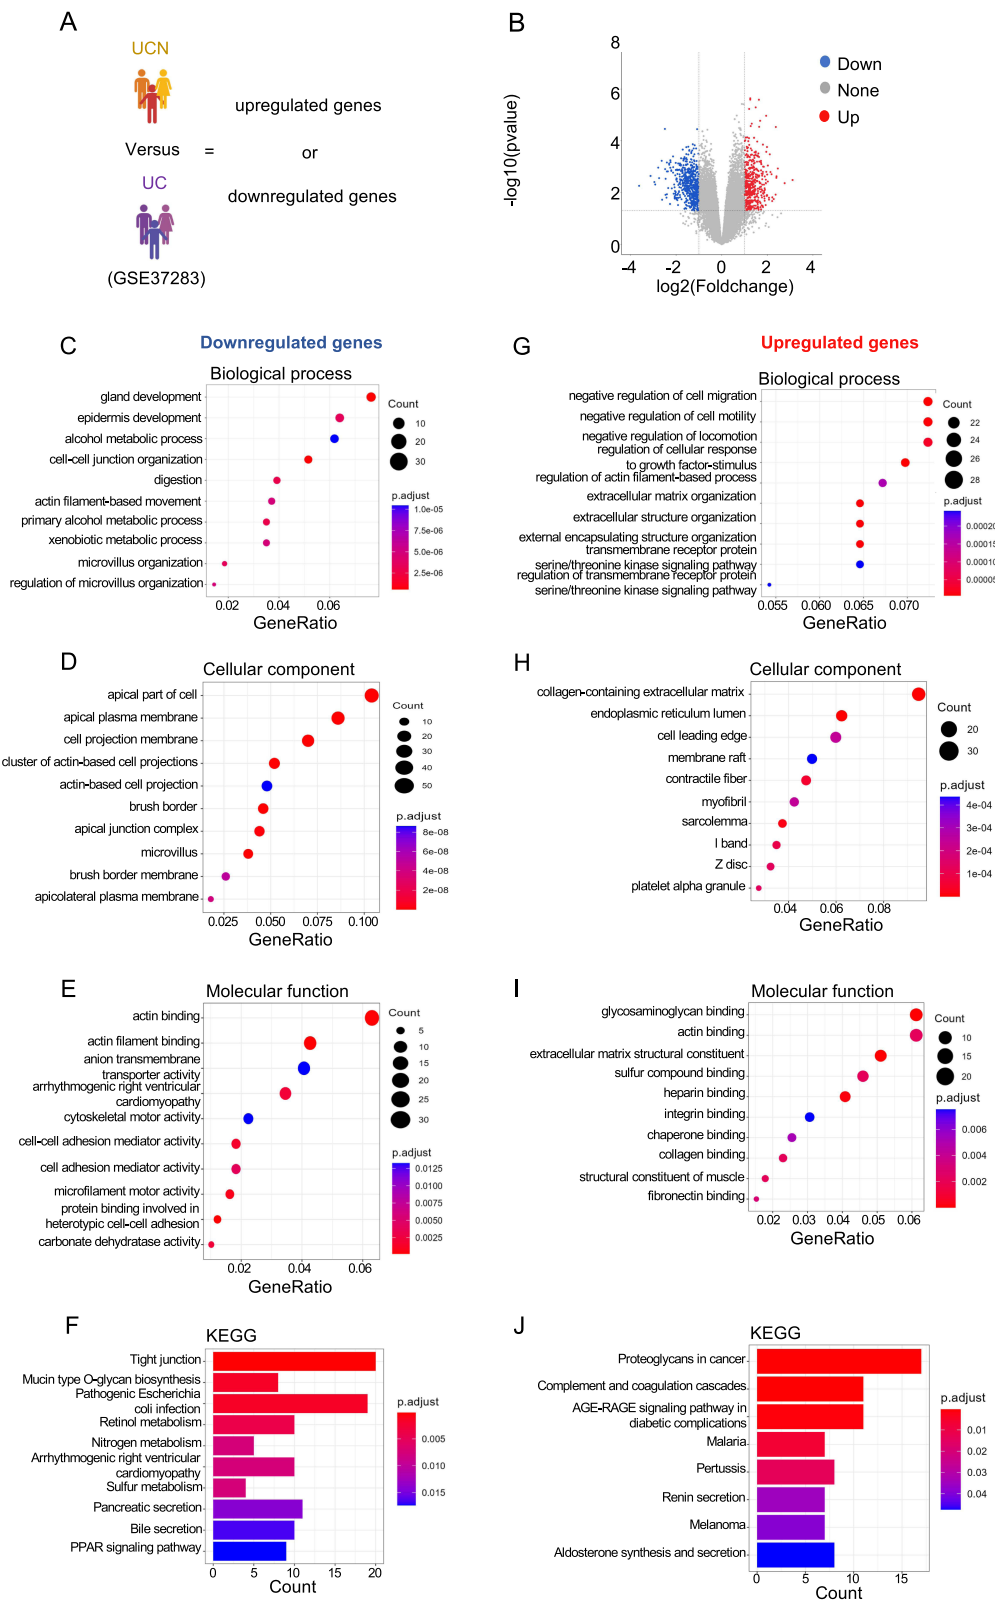 A
UCN
Versus
=
UC
(GSE37283)
upregulated genes
or
downregulated genes
B
8
6
4
2
0
-log10(pvalue)
-4
-2
0
2
4
log2(Foldchange)
Down
None
Up
C
Downregulated genes
Biological process
gland development
epidermis development
alcohol metabolic process
cell-cell junction organization
digestion
actin filament-based movement
primary alcohol metabolic process
xenobiotic metabolic process
microvillus organization
regulation of microvillus organization
0.02
0.04
0.06
GeneRatio
Count
10
20
30
p.adjust
1.0e-05
7.5e-06
5.0e-06
2.5e-06
G
Upregulated genes
Biological process
negative regulation of cell migration
negative regulation of cell motility
negative regulation of locomotion
regulation of cellular response
to growth factor-stimulus
regulation of actin filament-based process
extracellular matrix organization
extracellular structure organization
external encapsulating structure organization
transmembrane receptor protein
serine/threonine kinase signaling pathway
regulation of transmembrane receptor protein
serine/threonine kinase signaling pathway
0.055
0.060
0.065
0.070
GeneRatio
Count
22
24
26
28
p.adjust
0.00020
0.00015
0.00010
0.00005
D
Cellular component
apical part of cell
apical plasma membrane
cell projection membrane
cluster of actin-based cell projections
actin-based cell projection
brush border
apical junction complex
microvillus
brush border membrane
apicolateral plasma membrane
0.025
0.050
0.075
0.100
GeneRatio
Count
10
20
30
40
50
p.adjust
8e-08
6e-08
4e-08
2e-08
H
Cellular component
collagen-containing extracellular matrix
endoplasmic reticulum lumen
cell leading edge
membrane raft
contractile fiber
myofibril
sarcolemma
I band
Z disc
platelet alpha granule
0.04
0.06
0.08
GeneRatio
Count
20
30
p.adjust
4e-04
3e-04
2e-04
1e-04
E
Molecular function
actin binding
actin filament binding
anion transmembrane
transporter activity
arrhythmogenic right ventricular
cardiomyopathy
cytoskeletal motor activity
cell-cell adhesion mediator activity
cell adhesion mediator activity
microfilament motor activity
protein binding involved in
heterotypic cell-cell adhesion
carbonate dehydratase activity
0.02
0.04
0.06
GeneRatio
Count
5
10
15
20
25
30
p.adjust
0.0125
0.0100
0.0075
0.0050
0.0025
I
Molecular function
glycosaminoglycan binding
actin binding
extracellular matrix structural constituent
sulfur compound binding
heparin binding
integrin binding
chaperone binding
collagen binding
structural constituent of muscle
fibronectin binding
0.02
0.03
0.04
0.05
0.06
GeneRatio
Count
10
15
20
p.adjust
0.006
0.004
0.002
F
KEGG
Tight junction
Mucin type O-glycan biosynthesis
Pathogenic Escherichia
coli infection
Retinol metabolism
Nitrogen metabolism
Arrhythmogenic right ventricular
cardiomyopathy
Sulfur metabolism
Pancreatic secretion
Bile secretion
PPAR signaling pathway
0
5
10
15
20
Count
p.adjust
0.005
0.010
0.015
J
KEGG
Proteoglycans in cancer
Complement and coagulation cascades
AGE-RAGE signaling pathway in
diabetic complications
Malaria
Pertussis
Renin secretion
Melanoma
Aldosterone synthesis and secretion
0
5
10
15
Count
p.adjust
0.01
0.02
0.03
0.04